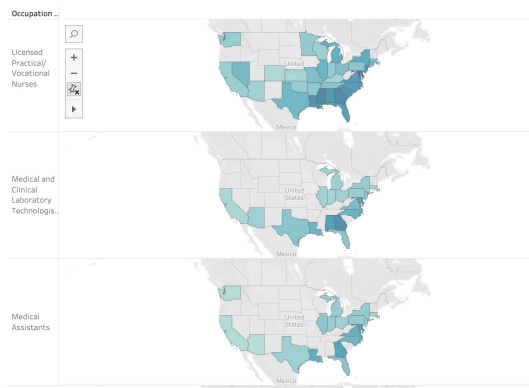 Occupation ..
Licensed
Practical/
Vocational
Nurses
United
Mexico
Medical and
Clinical
Laboratory
Technologis..
United
States
Mexico
Medical
Assistants
United
States
Mexico